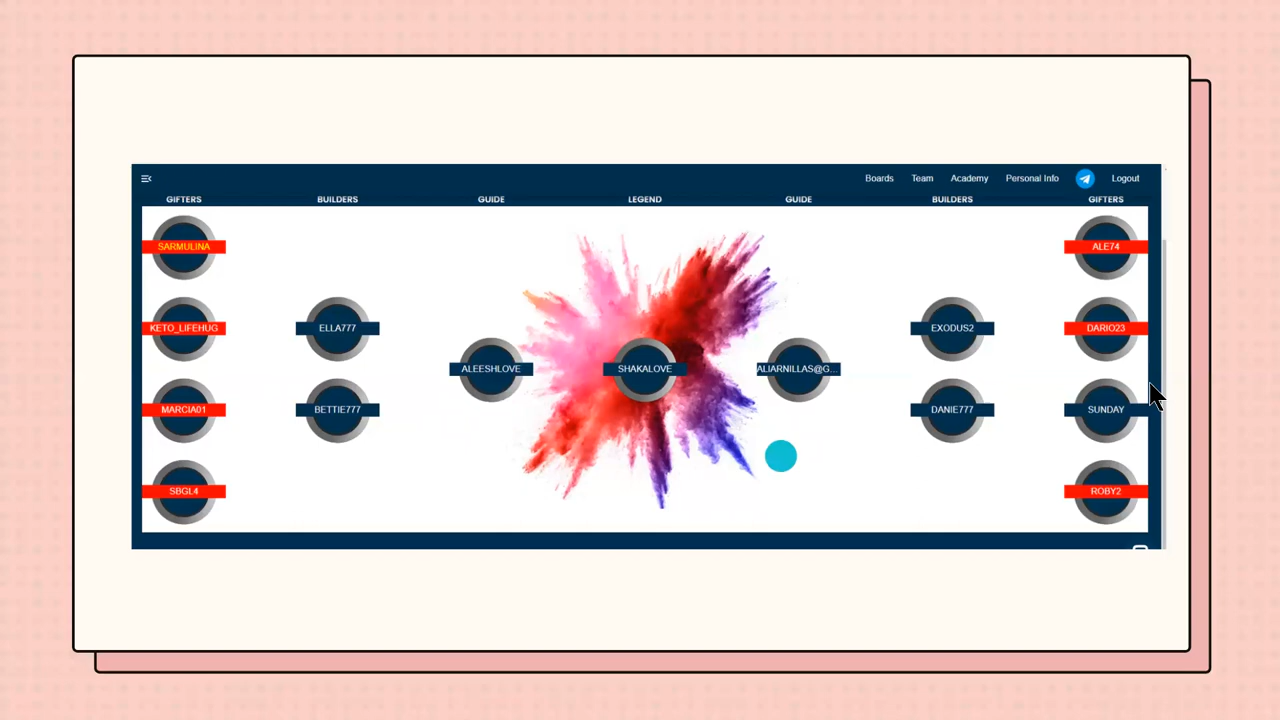 Boards Team Academy Personal Info Logout
GIFTERS BUILDERS GUIDE LEGEND GUIDE BUILDERS GIFTERS
SARMULINA ALE74
KETO_LIFEHUG ELLA777 EXODUS2 DARIO23
ALEESHLOVE SHAKALOVE ALIARNILLAS@G...
MARCIA01 BETTIE777 DANIE777 SUNDAY
SBGL4 ROBY2